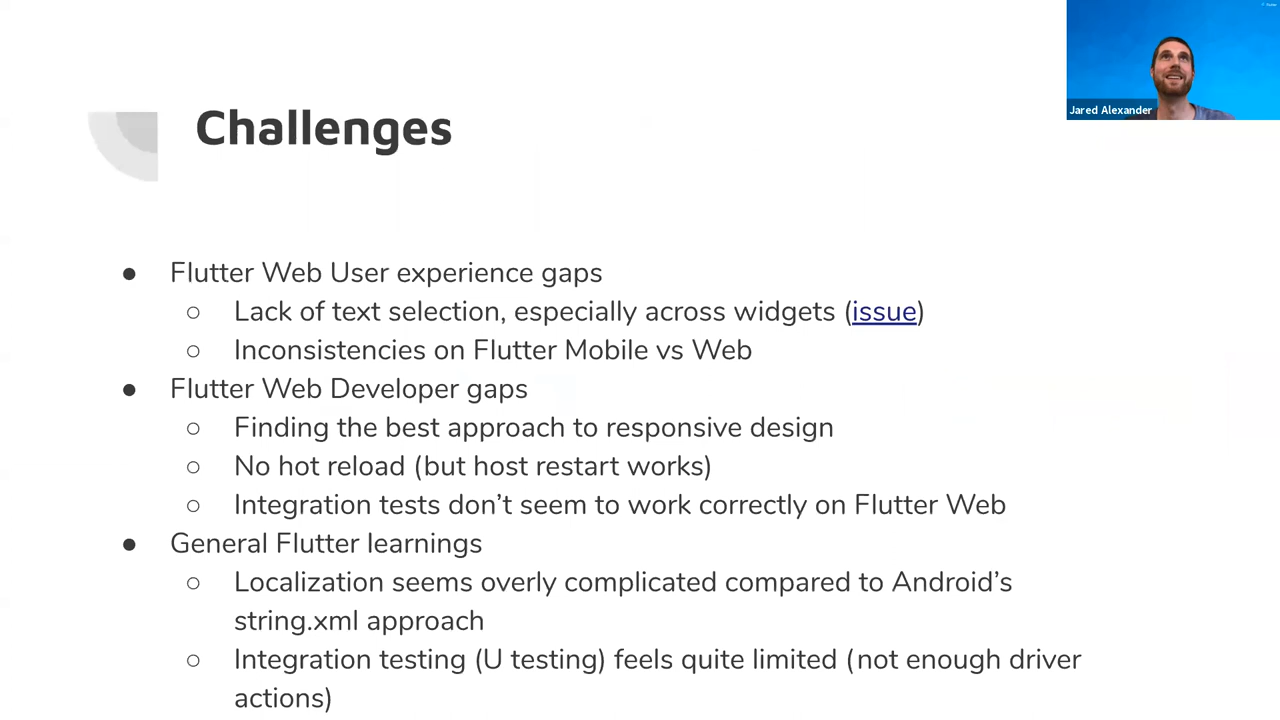 Jared Alexander
Challenges
● Flutter Web User experience gaps
○ Lack of text selection, especially across widgets (issue)
○ Inconsistencies on Flutter Mobile vs Web
● Flutter Web Developer gaps
○ Finding the best approach to responsive design
○ No hot reload (but host restart works)
○ Integration tests don’t seem to work correctly on Flutter Web
● General Flutter learnings
○ Localization seems overly complicated compared to Android’s
string.xml approach
○ Integration testing (U testing) feels quite limited (not enough driver
actions)